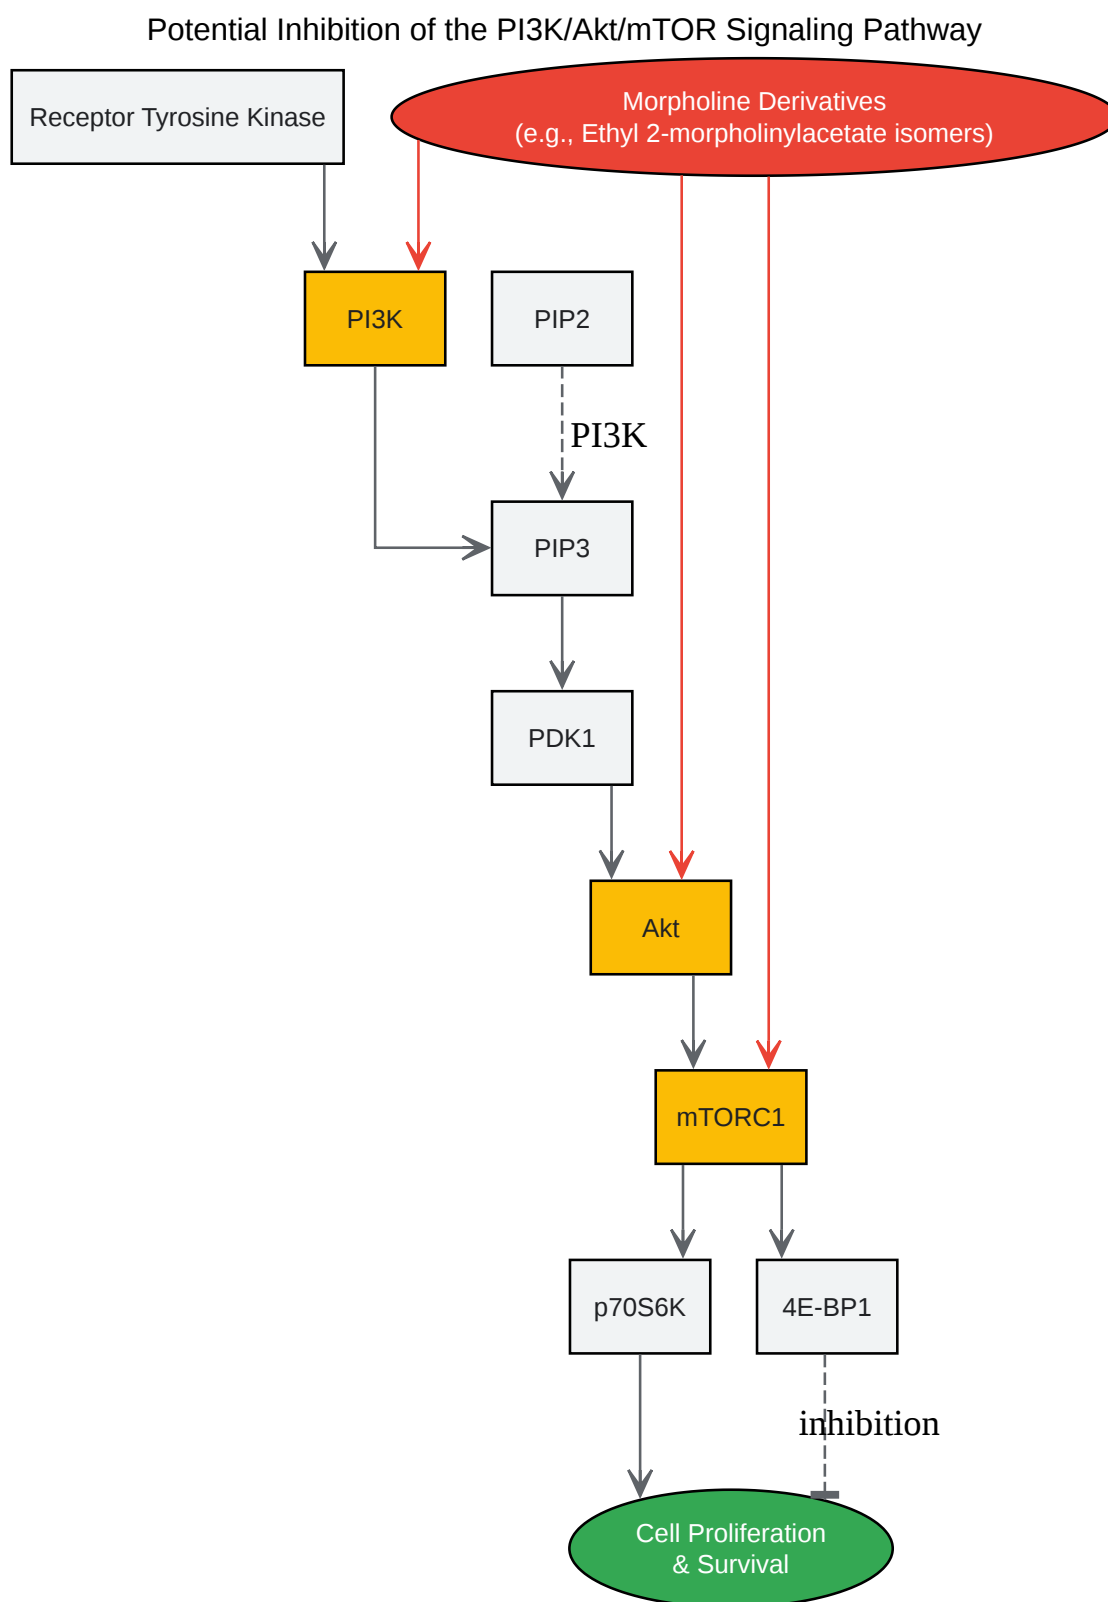 Potential Inhibition of the PI3K/Akt/mTOR Signaling Pathway
Receptor Tyrosine Kinase
Morpholine Derivatives
(e.g., Ethyl 2-morpholinylacetate isomers)
PI3K
PIP2
PI3K
PIP3
PDK1
Akt
mTORC1
p70S6K
4E-BP1
inhibition
Cell Proliferation
& Survival